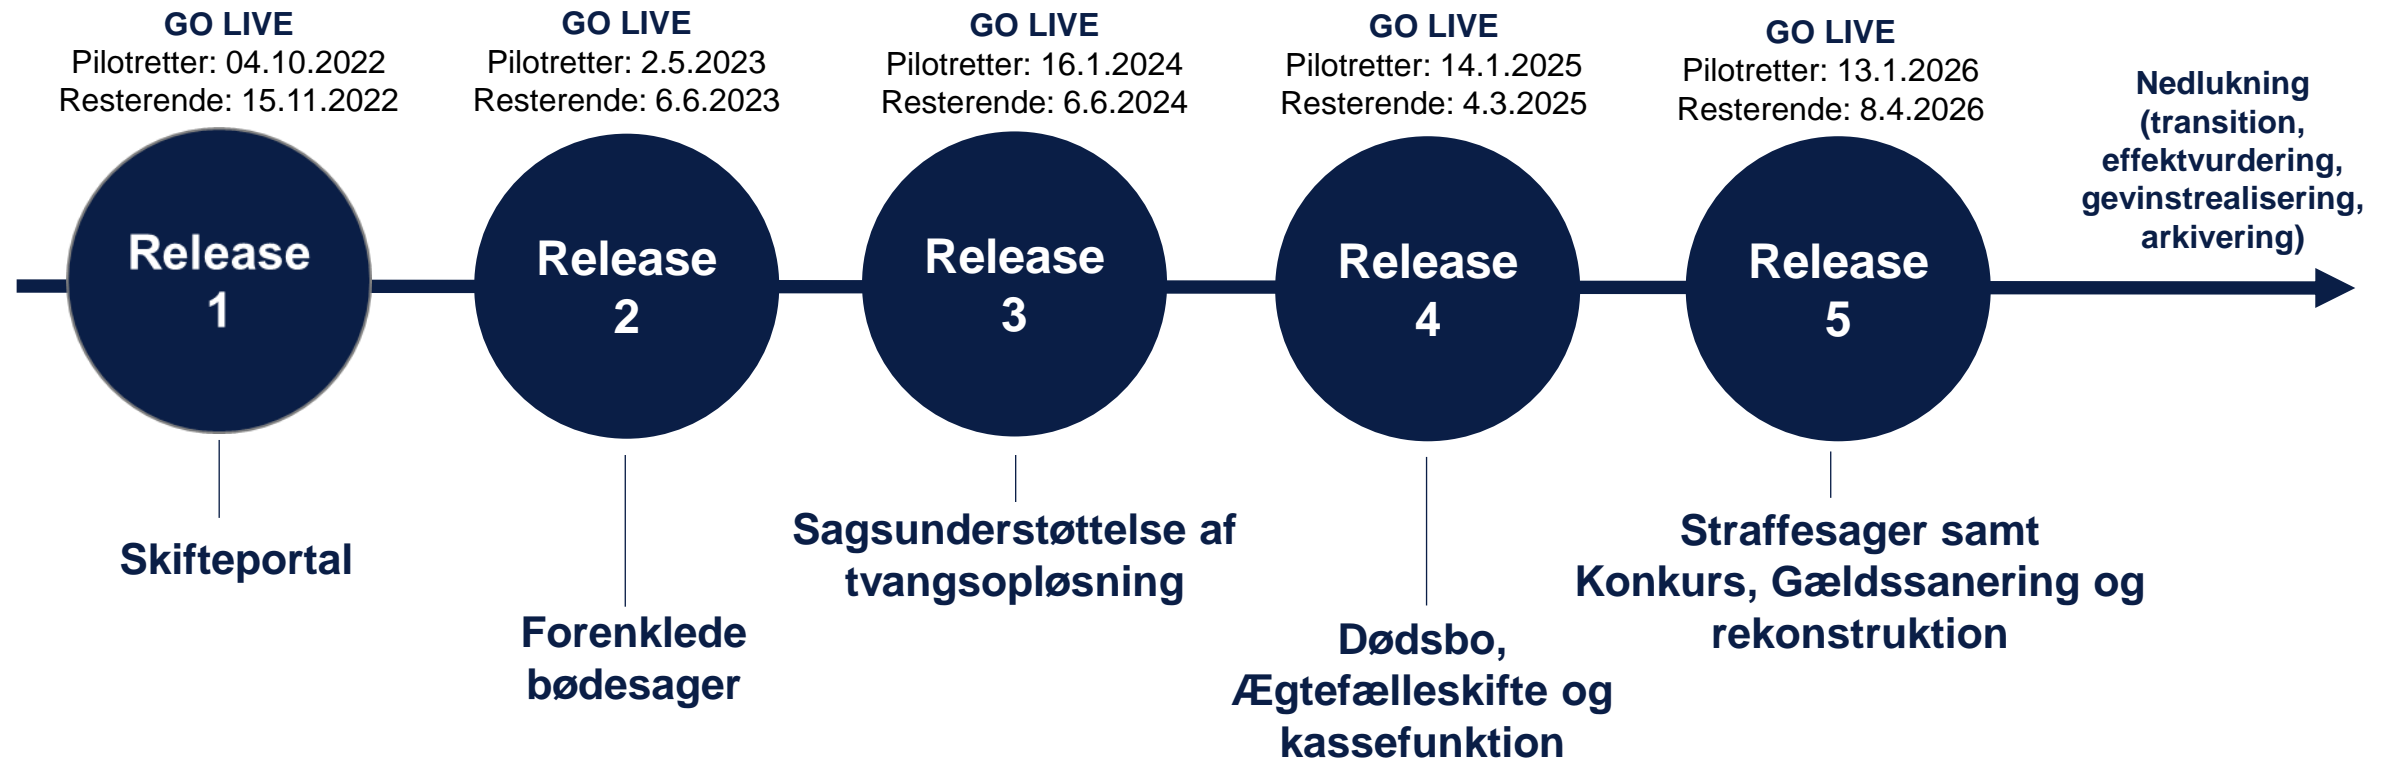 GO LIVE
Pilotretter: 04.10.2022
Resterende: 15.11.2022
GO LIVE
Pilotretter: 2.5.2023
Resterende: 6.6.2023
GO LIVE
Pilotretter: 16.1.2024
Resterende: 6.6.2024
GO LIVE
Pilotretter: 14.1.2025
Resterende: 4.3.2025
GO LIVE
Pilotretter: 13.1.2026
Resterende: 8.4.2026
Nedlukning
(transition,
effektvurdering,
gevinstrealisering,
arkivering)
Release
1
Release
2
Release
3
Release
4
Release
5
Skifteportal
Forenklede
bødesager
Sagsunderstøttelse af
tvangsopløsning
Dødsbo,
Ægtefælleskifte og
kassefunktion
Straffesager samt
Konkurs, Gældssanering og
rekonstruktion